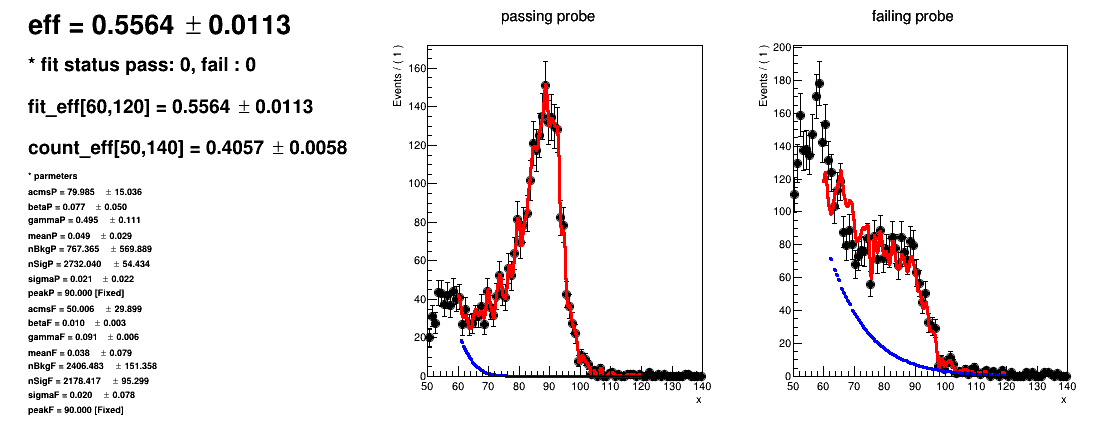 eff = 0.5564 ± 0.0113
* fit status pass: 0, fail : 0
fit_eff[60,120] = 0.5564 ± 0.0113
count_eff[50,140] = 0.4057 ± 0.0058
* parmeters
acmsP = 79.985 ± 15.036
betaP = 0.077 ± 0.050
gammaP = 0.495 ± 0.111
meanP = 0.049 ± 0.029
nBkgP = 767.365 ± 569.889
nSigP = 2732.040 ± 54.434
sigmaP = 0.021 ± 0.022
peakP = 90.000 [Fixed]
acmsF = 50.006 ± 29.899
betaF = 0.010 ± 0.003
gammaF = 0.091 ± 0.006
meanF = 0.038 ± 0.079
nBkgF = 2406.483 ± 151.358
nSigF = 2178.417 ± 95.299
sigmaF = 0.020 ± 0.078
peakF = 90.000 [Fixed]
passing probe
Events / ( 1 )
160
140
120
100
80
60
40
20
0
50 60 70 80 90 100 110 120 130 140
x
failing probe
Events / ( 1 )
200
180
160
140
120
100
80
60
40
20
0
50 60 70 80 90 100 110 120 130 140
x